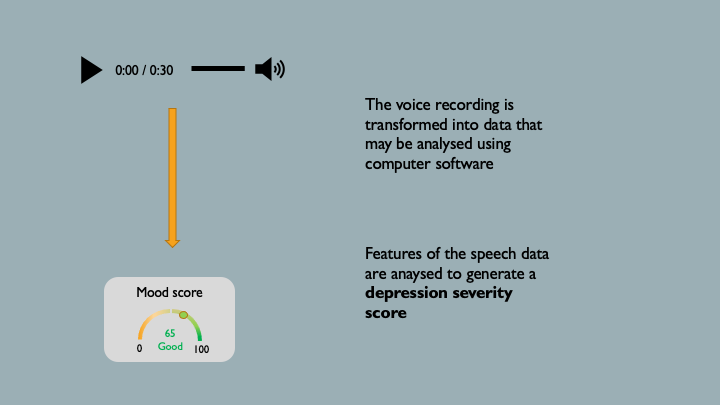 0:00 / 0:30
The voice recording is
transformed into data that
may be analysed using
computer software
Features of the speech data
are anaysed to generate a
depression severity
score
Mood score
65
Good
0
100